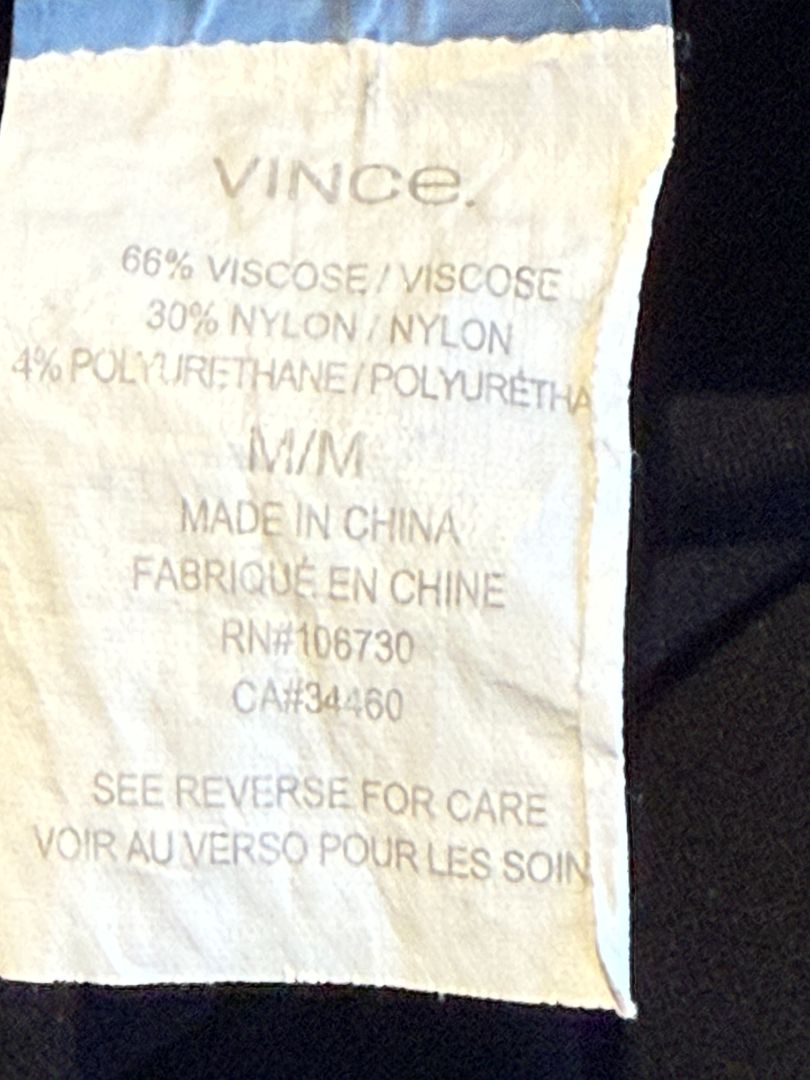 VINCe.
66% VISCOSE / VISCOSE
30% NYLON / NYLON
4% POLYURETHANE / POLYURÉTHA
M/M
MADE IN CHINA
FABRIQUÉ EN CHINE
RN#106730
CA#34460
SEE REVERSE FOR CARE
VOIR AU VERSO POUR LES SOIN